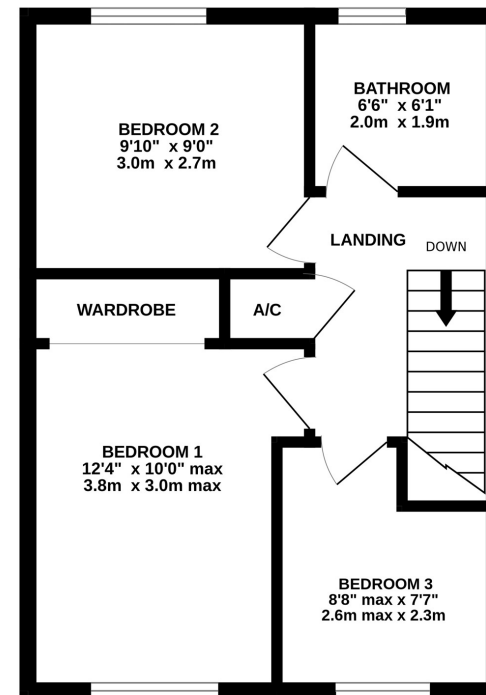 BEDROOM 2
9'10" x 9'0"
3.0m x 2.7m
BATHROOM
6'6" x 6'1"
2.0m x 1.9m
LANDING
DOWN
WARDROBE
A/C
BEDROOM 1
12'4" x 10'0" max
3.8m x 3.0m max
BEDROOM 3
8'8" max x 7'7"
2.6m max x 2.3m